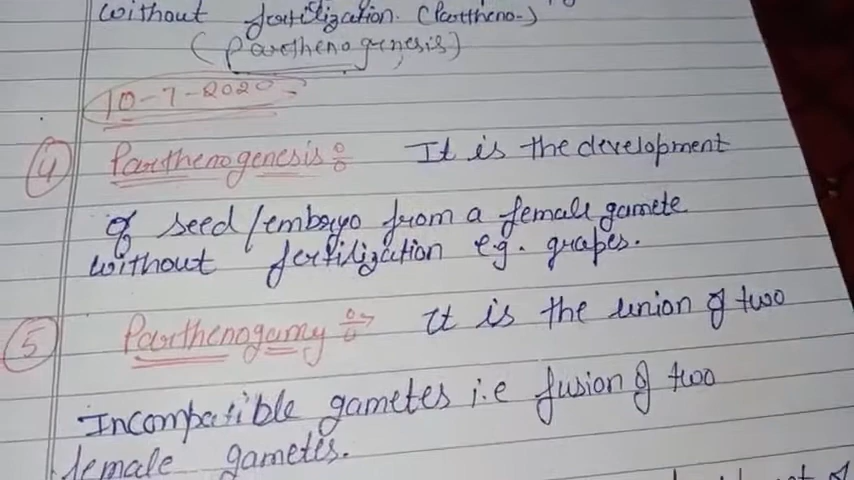 without fertilization. (Partheno-)
(Parthenogenesis)
10-7-2020
4 Parthenogenesis: It is the development
of seed/embryo from a female gamete
without fertilization e.g. grapes.
5 Parthenogamy: It is the union of two
Incompatible gametes i.e fusion of two
female gametes.